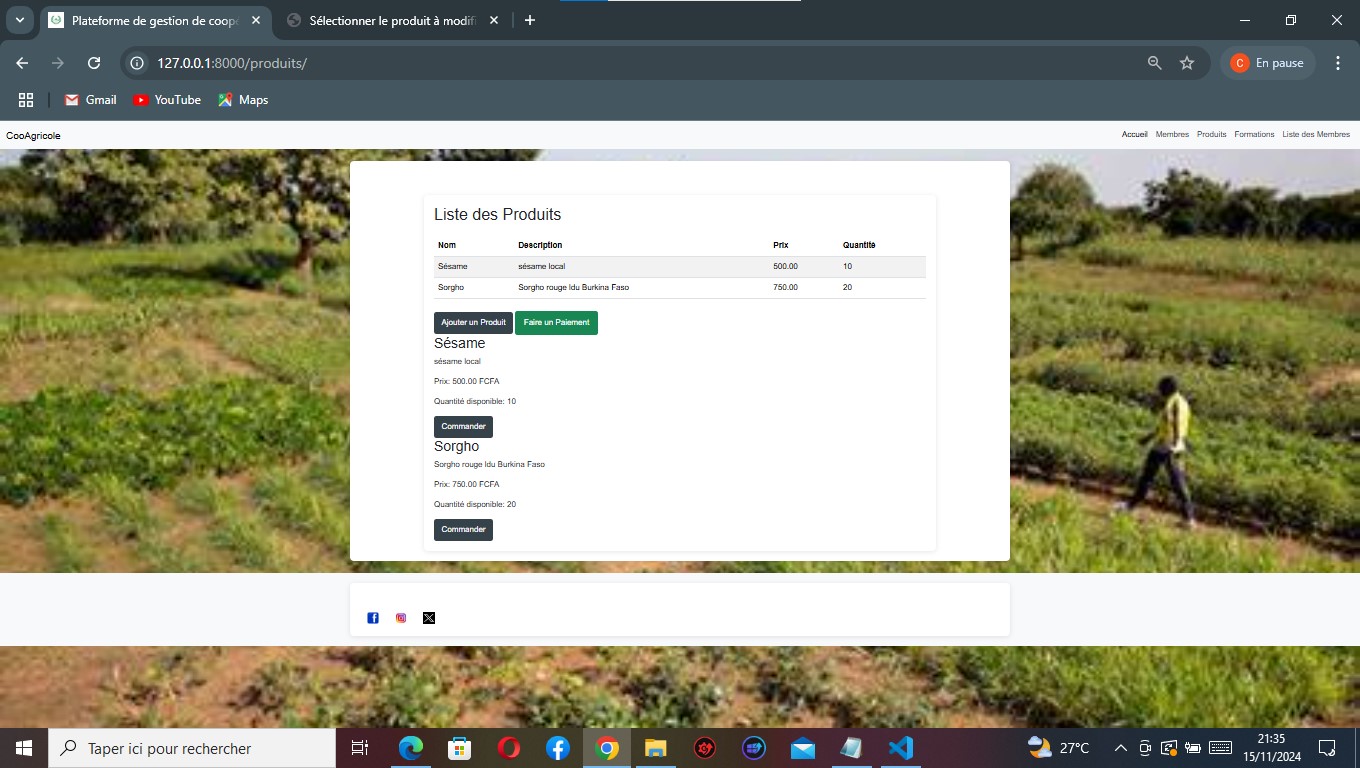 Plateforme de gestion de coopé
Sélectionner le produit à modifi
127.0.0.1:8000/produits/
C En pause
Gmail YouTube Maps
CooAgricole
Accueil Membres Produits Formations Liste des Membres
Liste des Produits
Nom Description Prix Quantité
Sésame sésame local 500.00 10
Sorgho Sorgho rouge ldu Burkina Faso 750.00 20
Ajouter un Produit Faire un Paiement
Sésame
sésame local
Prix: 500.00 FCFA
Quantité disponible: 10
Commander
Sorgho
Sorgho rouge ldu Burkina Faso
Prix: 750.00 FCFA
Quantité disponible: 20
Commander
Taper ici pour rechercher
27°C
21:35
15/11/2024